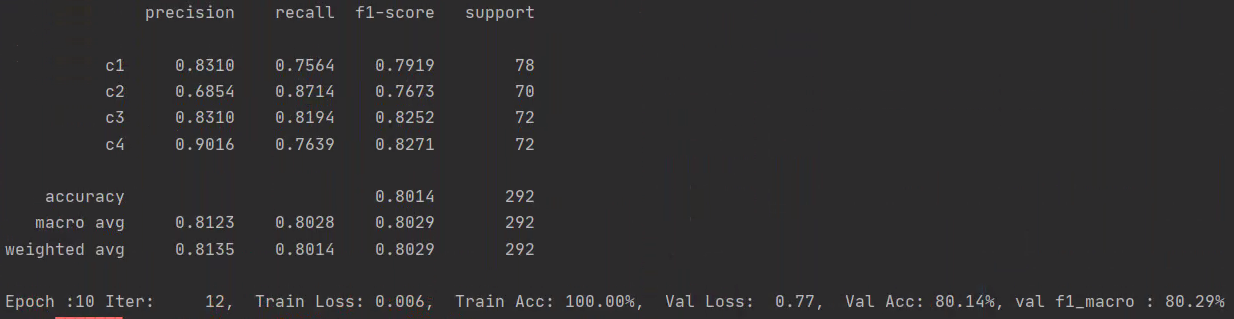 precision recall f1-score support
c1 0.8310 0.7564 0.7919 78
c2 0.6854 0.8714 0.7673 70
c3 0.8310 0.8194 0.8252 72
c4 0.9016 0.7639 0.8271 72
accuracy 0.8014 292
macro avg 0.8123 0.8028 0.8029 292
weighted avg 0.8135 0.8014 0.8029 292
Epoch :10 Iter: 12, Train Loss: 0.006, Train Acc: 100.00%, Val Loss: 0.77, Val Acc: 80.14%, val f1_macro : 80.29%